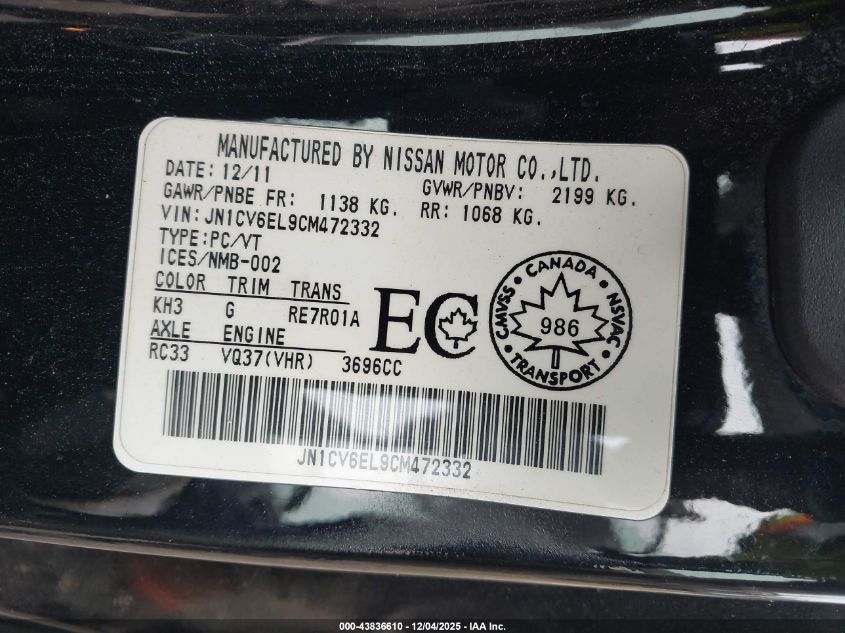 MANUFACTURED BY NISSAN MOTOR CO.,LTD.
DATE: 12/11 GVWR/PNBV: 2199 KG.
GAWR/PNBE FR: 1138 KG. RR: 1068 KG.
VIN: JN1CV6EL9CM472332
TYPE:PC/VT
ICES/NMB-002
COLOR TRIM TRANS
KH3 G RE7R01A
AXLE ENGINE
RC33 VQ37(VHR) 3696CC
EC
CANADA
CMVSS NSVAC
986
TRANSPORT
JN1CV6EL9CM472332
000-43836610 - 12/04/2025 - IAA Inc.